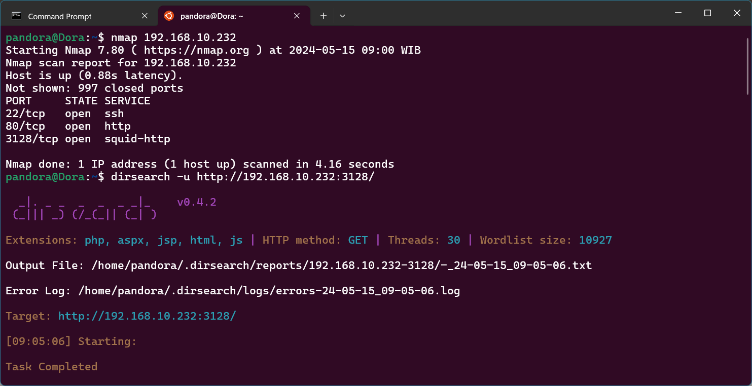 Command Prompt
pandora@Dora: ~
pandora@Dora:~$ nmap 192.168.10.232
Starting Nmap 7.80 ( https://nmap.org ) at 2024-05-15 09:00 WIB
Nmap scan report for 192.168.10.232
Host is up (0.88s latency).
Not shown: 997 closed ports
PORT     STATE SERVICE
22/tcp   open  ssh
80/tcp   open  http
3128/tcp open  squid-http
Nmap done: 1 IP address (1 host up) scanned in 4.16 seconds
pandora@Dora:~$ dirsearch -u http://192.168.10.232:3128/
  _|. _ _  _  _  _ _|_    v0.4.2
 (_||| _) (/_(_|| (_| )
Extensions: php, aspx, jsp, html, js | HTTP method: GET | Threads: 30 | Wordlist size: 10927
Output File: /home/pandora/.dirsearch/reports/192.168.10.232-3128/-_24-05-15_09-05-06.txt
Error Log: /home/pandora/.dirsearch/logs/errors-24-05-15_09-05-06.log
Target: http://192.168.10.232:3128/
[09:05:06] Starting:
Task Completed